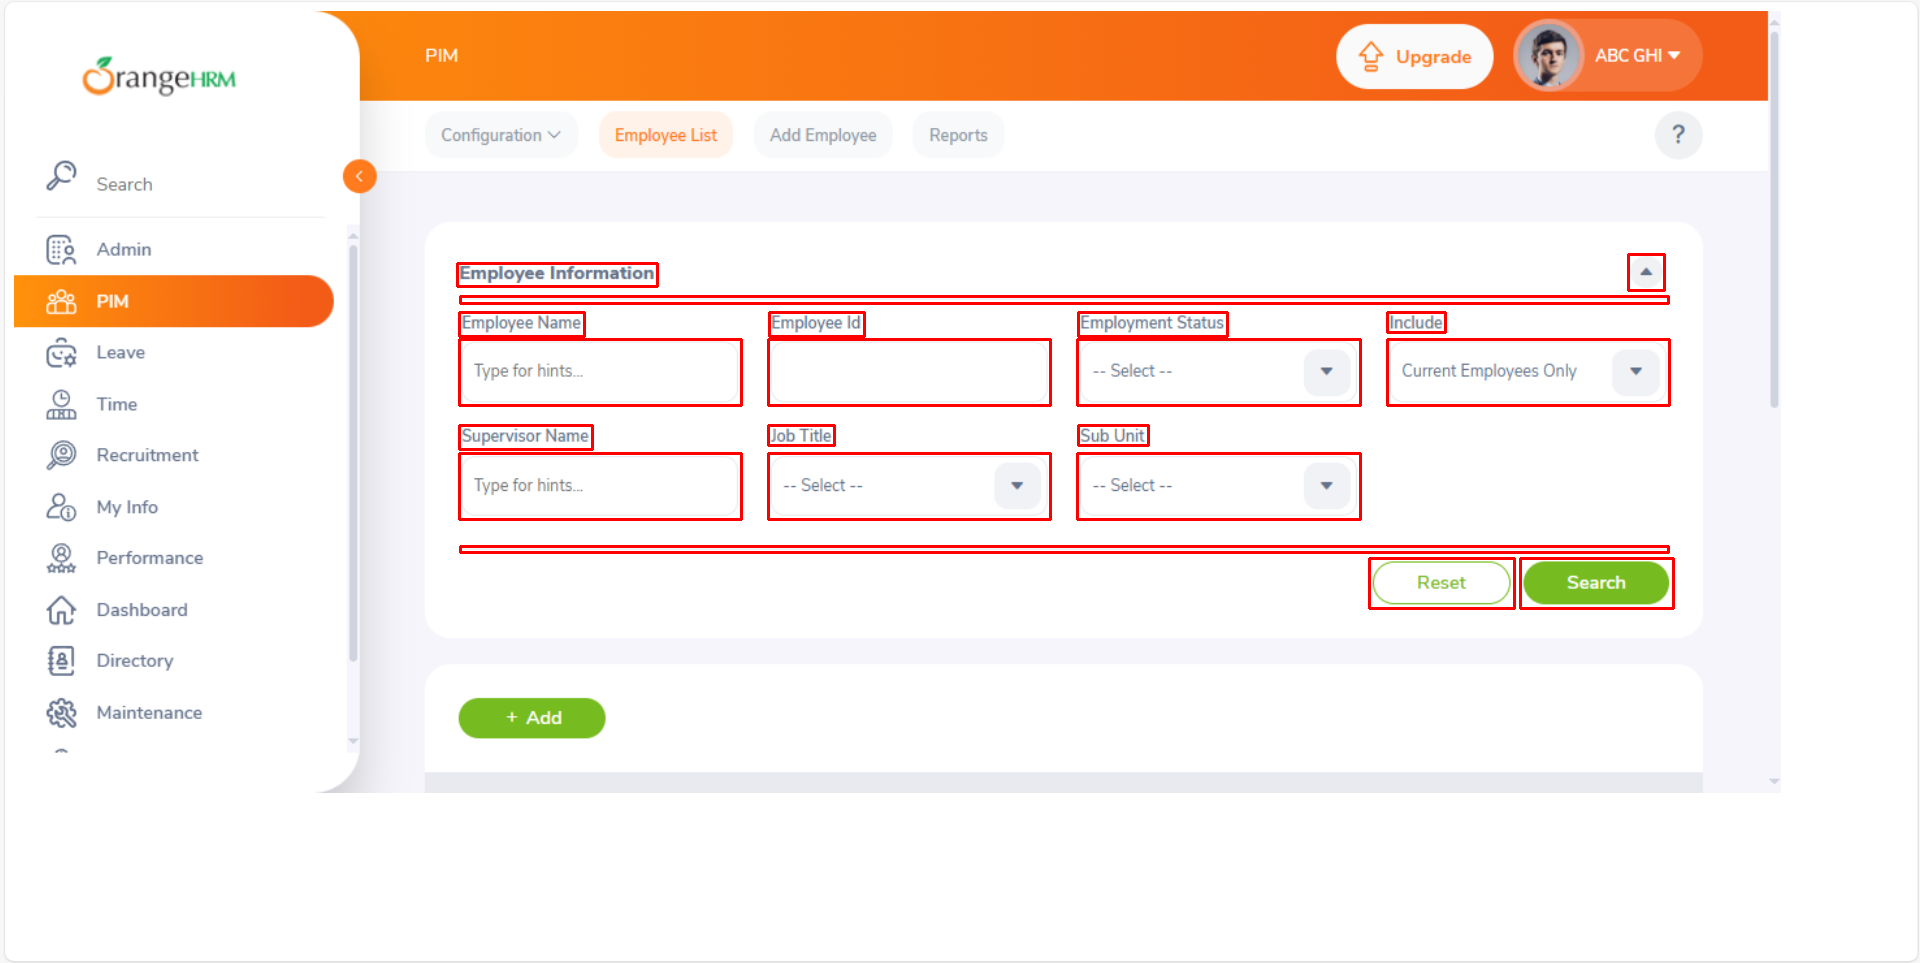 OrangeHRM
Search
Admin
PIM
Leave
Time
Recruitment
My Info
Performance
Dashboard
Directory
Maintenance
PIM
Upgrade
ABC GHI
Configuration
Employee List
Add Employee
Reports
?
Employee Information
Employee Name
Employee Id
Employment Status
Include
Type for hints...
-- Select --
Current Employees Only
Supervisor Name
Job Title
Sub Unit
Type for hints...
-- Select --
-- Select --
Reset
Search
+ Add